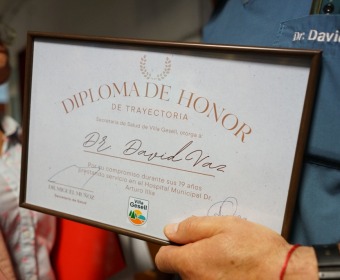 pr. David
DIPLOMA DE HONOR
DE TRAYECTORIA
Secretaría de Salud de Villa Gesell, otorga a
Dr. David Vaz
Por su compromiso durante sus 19 años
prestando servicio en el Hospital Municipal Dr.
Arturo Illia
Villa
Gesell